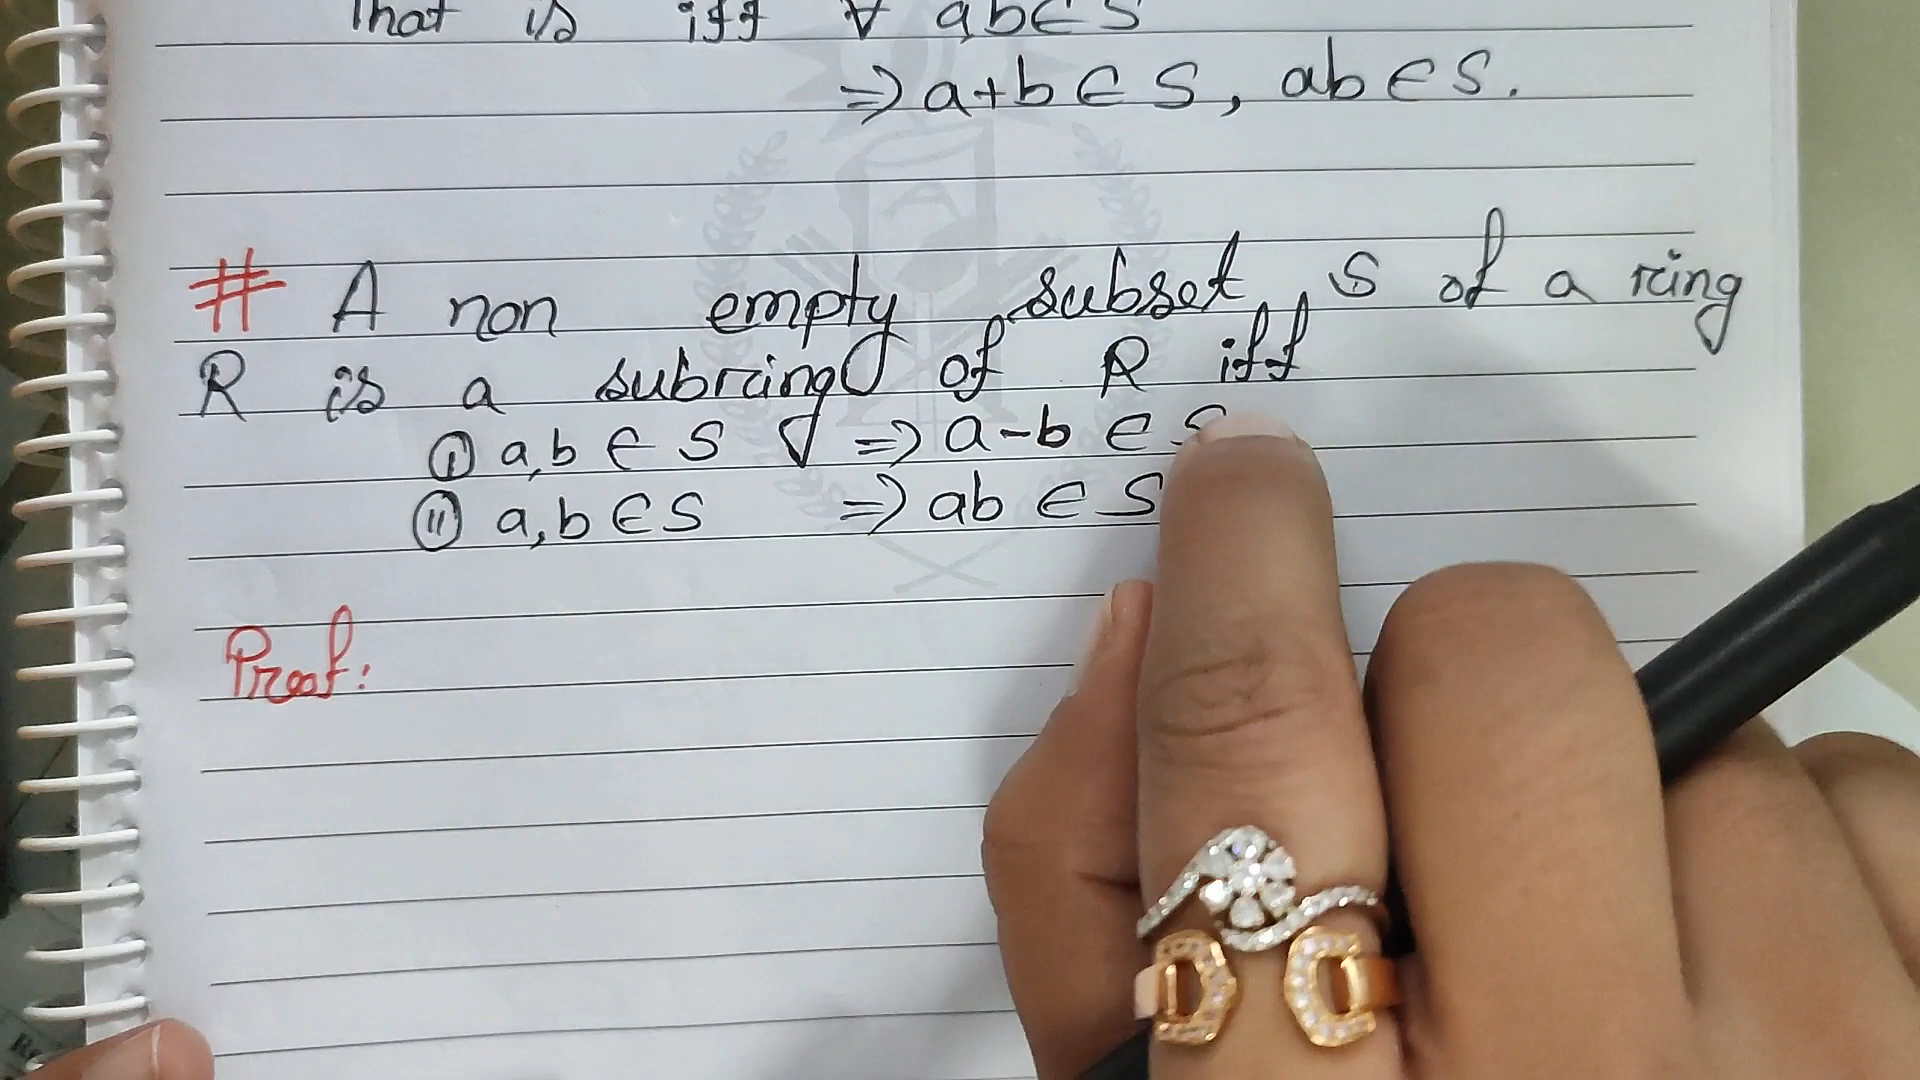 That is iff ∀ a,b∈S
⇒ a+b ∈ S, ab ∈ S.
# A non empty subset S of a ring
R is a subring of R iff
(i) a,b ∈ S ⇒ a-b ∈ S
(ii) a,b ∈ S ⇒ ab ∈ S
Proof: